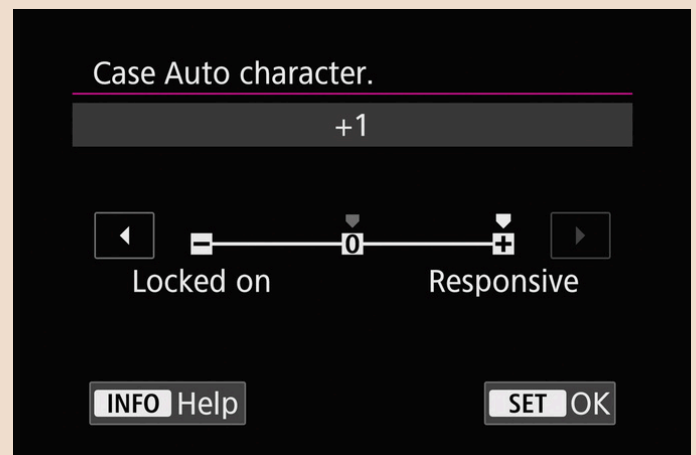 Case Auto character.
+1
− 0 +
Locked on Responsive
INFO Help SET OK